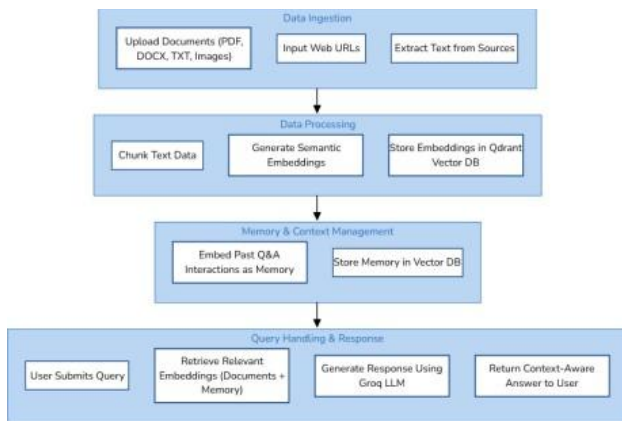 Data Ingestion
Upload Documents (PDF,
DOCX, TXT, Images)
Input Web URLs
Extract Text from Sources
Data Processing
Chunk Text Data
Generate Semantic
Embeddings
Store Embeddings in Qdrant
Vector DB
Memory & Context Management
Embed Past Q&A
Interactions as Memory
Store Memory in Vector DB
Query Handling & Response
User Submits Query
Retrieve Relevant
Embeddings (Documents +
Memory)
Generate Response Using
Groq LLM
Return Context-Aware
Answer to User